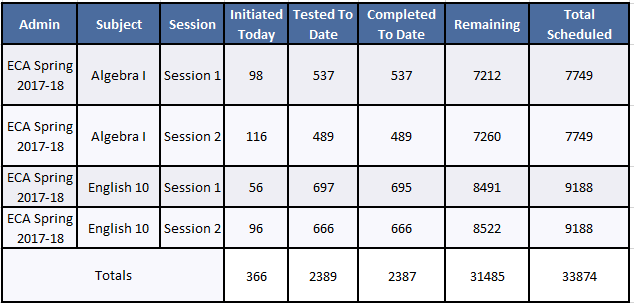 Admin Subject Session Initiated Today Tested To Date Completed To Date Remaining Total Scheduled
ECA Spring 2017-18 Algebra I Session 1 98 537 537 7212 7749
ECA Spring 2017-18 Algebra I Session 2 116 489 489 7260 7749
ECA Spring 2017-18 English 10 Session 1 56 697 695 8491 9188
ECA Spring 2017-18 English 10 Session 2 96 666 666 8522 9188
Totals 366 2389 2387 31485 33874